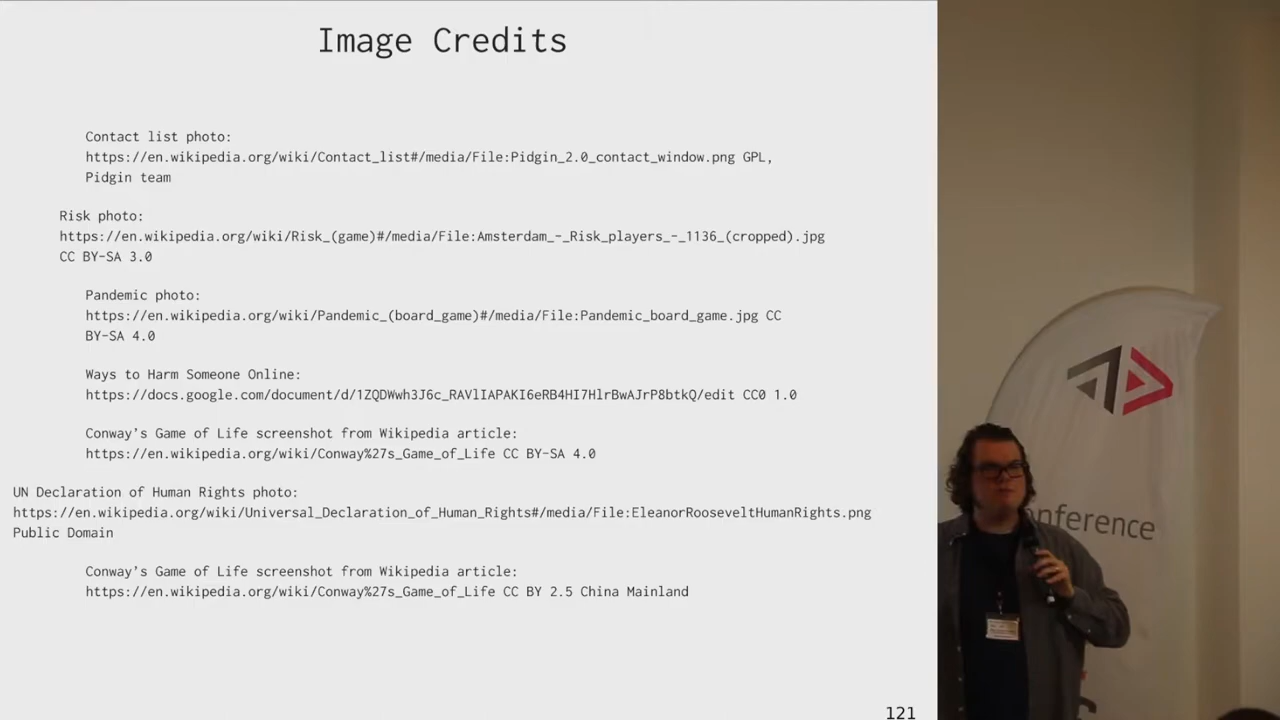 Image Credits
Contact list photo:
https://en.wikipedia.org/wiki/Contact_list#/media/File:Pidgin_2.0_contact_window.png GPL,
Pidgin team
Risk photo:
https://en.wikipedia.org/wiki/Risk_(game)#/media/File:Amsterdam_-_Risk_players_-_1136_(cropped).jpg
CC BY-SA 3.0
Pandemic photo:
https://en.wikipedia.org/wiki/Pandemic_(board_game)#/media/File:Pandemic_board_game.jpg CC
BY-SA 4.0
Ways to Harm Someone Online:
https://docs.google.com/document/d/1ZQDWwh3J6c_RAVlIAPAKI6eRB4HI7HlrBwAJrP8btkQ/edit CC0 1.0
Conway's Game of Life screenshot from Wikipedia article:
https://en.wikipedia.org/wiki/Conway%27s_Game_of_Life CC BY-SA 4.0
UN Declaration of Human Rights photo:
https://en.wikipedia.org/wiki/Universal_Declaration_of_Human_Rights#/media/File:EleanorRooseveltHumanRights.png
Public Domain
Conway's Game of Life screenshot from Wikipedia article:
https://en.wikipedia.org/wiki/Conway%27s_Game_of_Life CC BY 2.5 China Mainland
121
onference